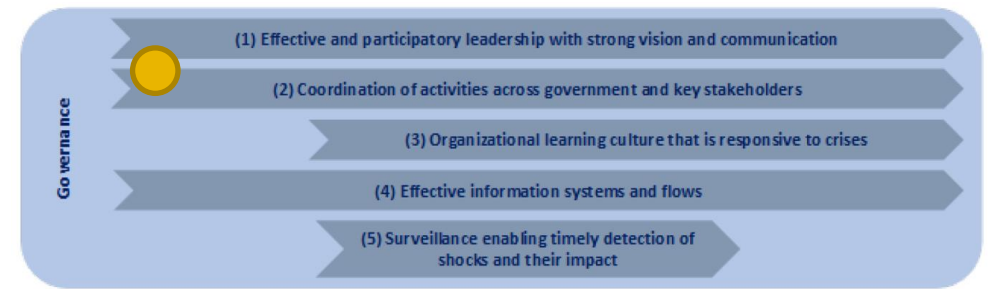 Governance
(1) Effective and participatory leadership with strong vision and communication
(2) Coordination of activities across government and key stakeholders
(3) Organizational learning culture that is responsive to crises
(4) Effective information systems and flows
(5) Surveillance enabling timely detection of
shocks and their impact